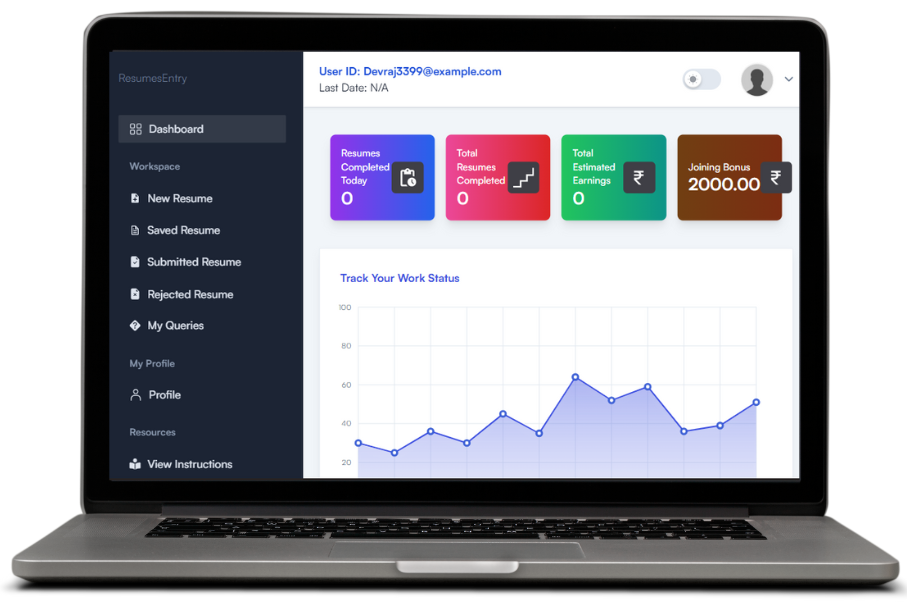 ResumesEntry
Dashboard
Workspace
New Resume
Saved Resume
Submitted Resume
Rejected Resume
My Queries
My Profile
Profile
Resources
View Instructions
User ID: Devraj3399@example.com
Last Date: N/A
Resumes
Completed
Today
0
Total
Resumes
Completed
0
Total
Estimated
Earnings
0
₹
Joining Bonus
2000.00
₹
Track Your Work Status
100
80
60
40
20